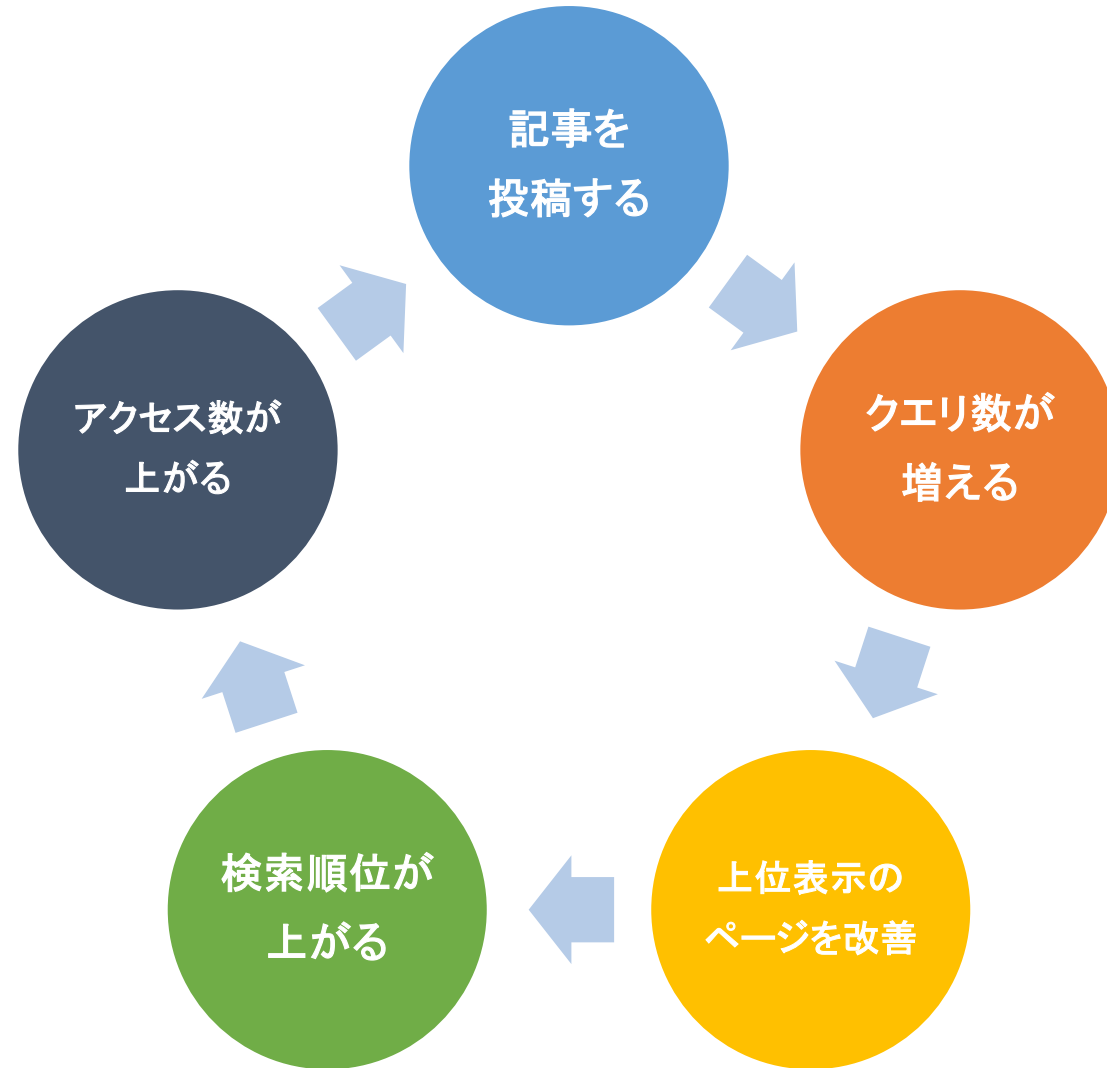 記事を
投稿する
クエリ数が
増える
上位表示の
ページを改善
検索順位が
上がる
アクセス数が
上がる